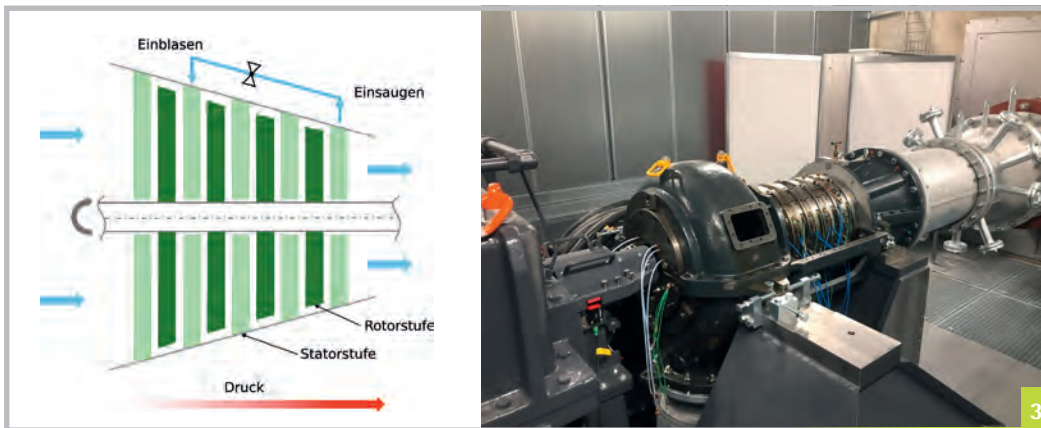 Einblasen
Einsaugen
Rotorstufe
Statorstufe
Druck
3